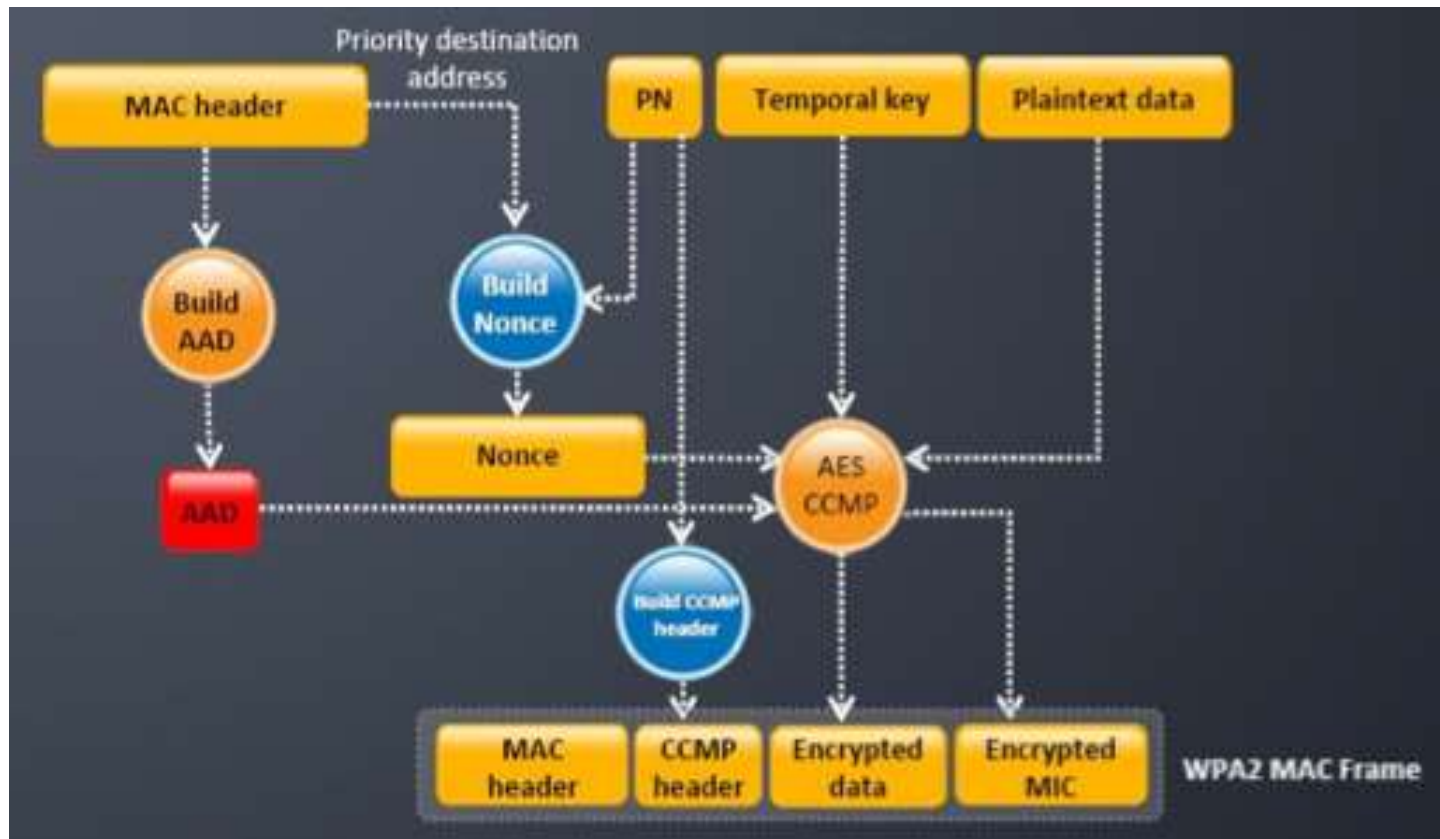 Priority destination
address
MAC header
PN
Temporal key
Plaintext data
Build
AAD
Build
Nonce
Nonce
AES
CCMP
AAD
Build CCMP
header
MAC
header
CCMP
header
Encrypted
data
Encrypted
MIC
WPA2 MAC Frame